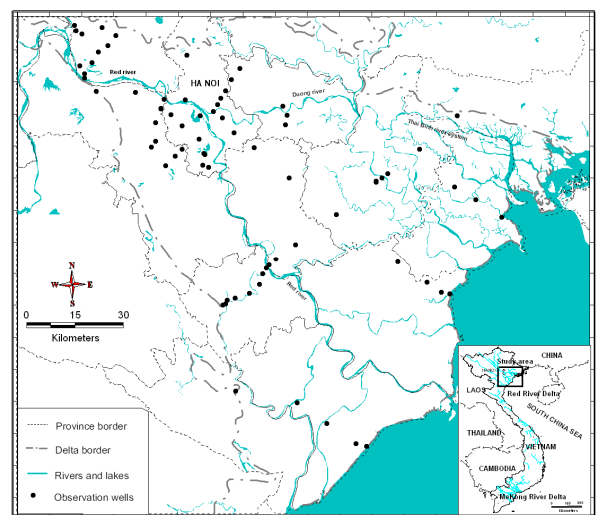 HA NOI
Red river
Duong river
Thai Binh river system
N
W E
S
0 15 30
Kilometers
Red river
Province border
Delta border
Rivers and lakes
Observation wells
Study area
CHINA
LAOS
Red River Delta
SOUTH CHINA SEA
THAILAND
VIETNAM
CAMBODIA
Mekong River Delta
Kilometers